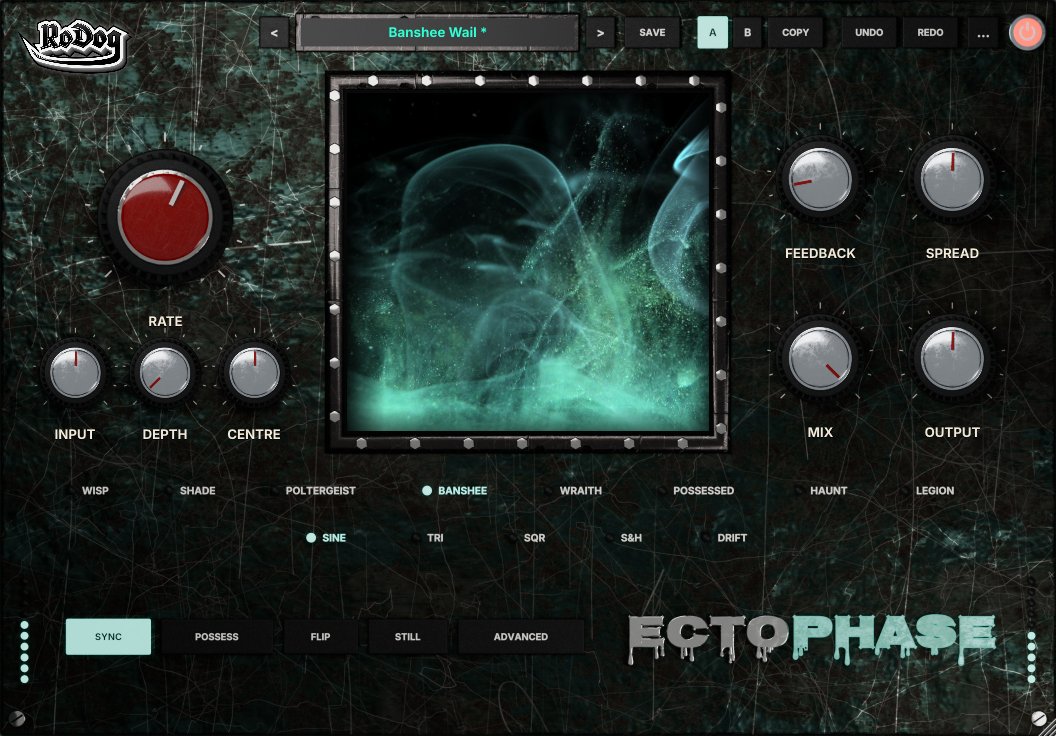 RoDog
< Banshee Wail * > SAVE A B COPY UNDO REDO ...
FEEDBACK SPREAD
RATE
INPUT DEPTH CENTRE
MIX OUTPUT
WISP SHADE POLTERGEIST BANSHEE WRAITH POSSESSED HAUNT LEGION
SINE TRI SQR S&H DRIFT
SYNC POSSESS FLIP STILL ADVANCED
ECTOPHASE